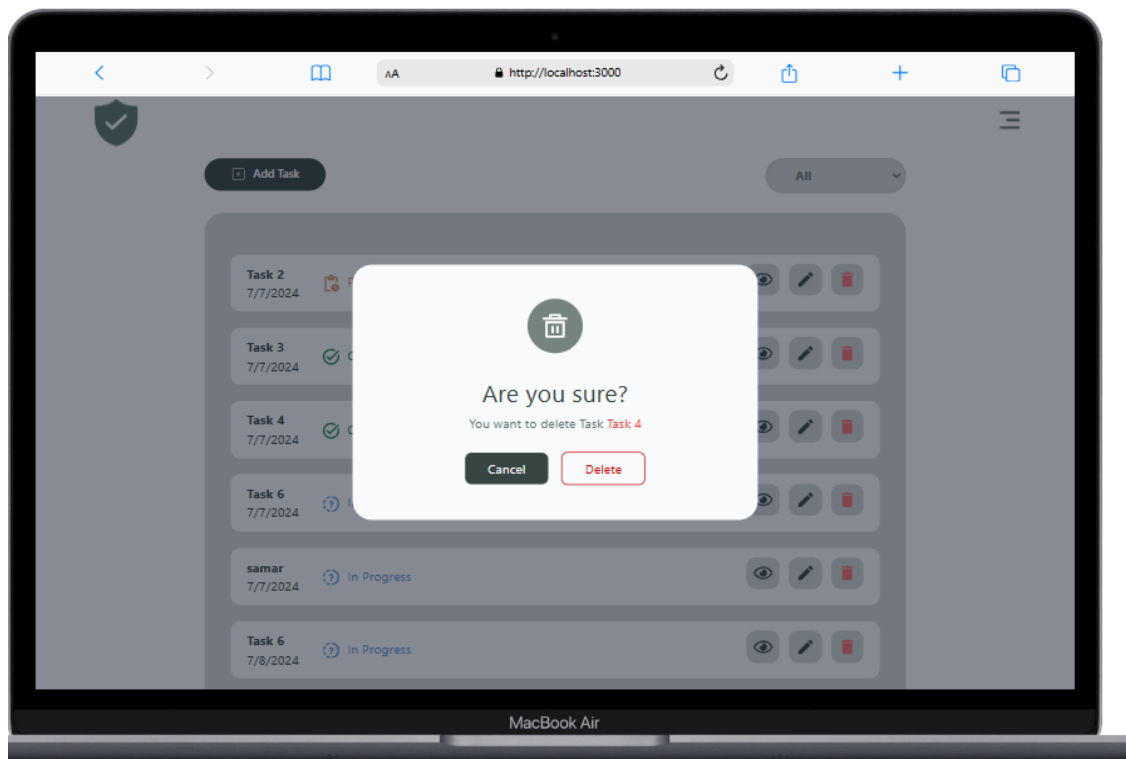 AA http://localhost:3000
Add Task All
Task 2
7/7/2024
Task 3
7/7/2024
Task 4
7/7/2024
Task 6
7/7/2024
Are you sure?
You want to delete Task Task 4
Cancel Delete
samar
7/7/2024
In Progress
Task 6
7/8/2024
In Progress
MacBook Air